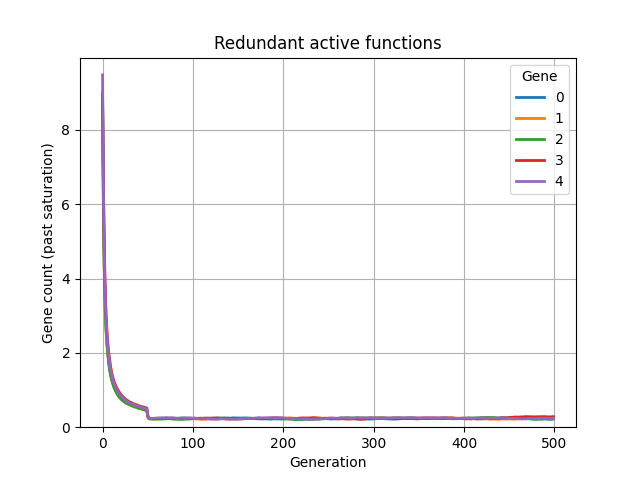 Redundant active functions
Gene count (past saturation)
8
6
4
2
0
0 100 200 300 400 500
Generation
Gene
0
1
2
3
4